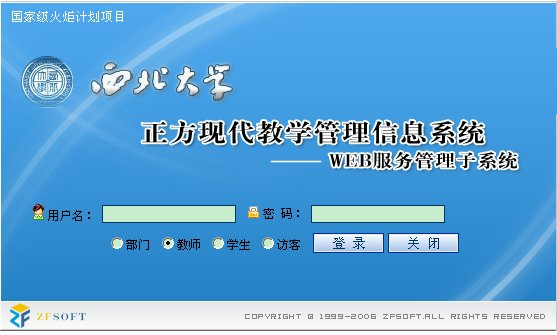 国家级火炬计划项目
西北大学
正方现代教学管理信息系统
——— WEB服务管理子系统
用户名： 密 码：
部门 教师 学生 访客 登 录 关 闭
ZFSOFT COPYRIGHT @ 1999-2006 ZFSOFT.ALL RIGHTS RESERVED